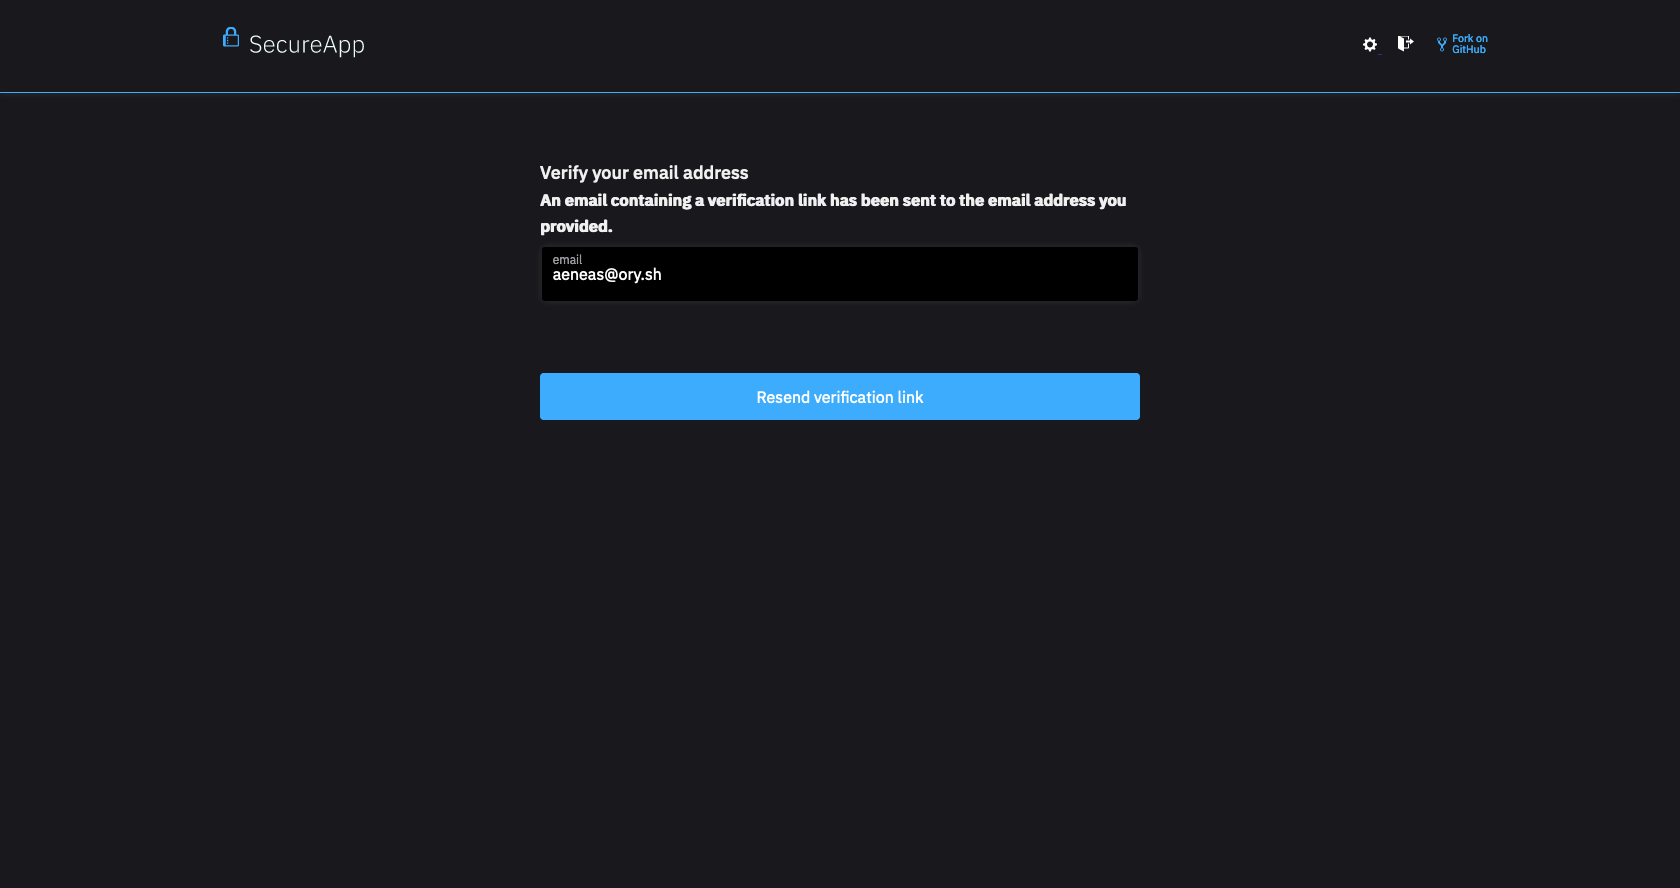 SecureApp
Fork on
GitHub
Verify your email address
An email containing a verification link has been sent to the email address you
provided.
email
aeneas@ory.sh
Resend verification link